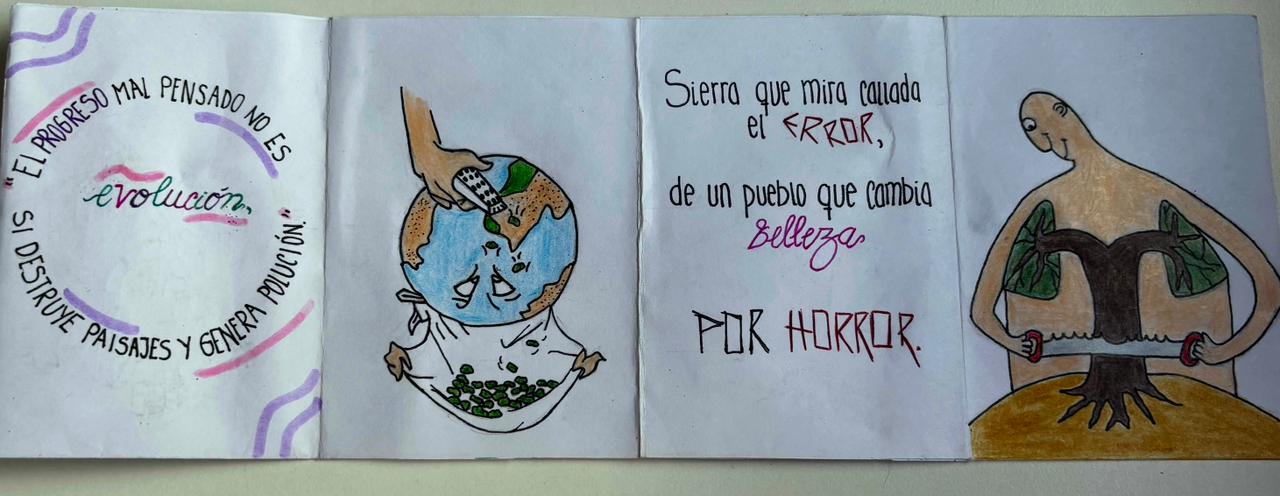 "EL PROGRESO MAL PENSADO NO ES
evolución,
SI DESTRUYE PAISAJES Y GENERA POLUCIÓN."
Sierra que mira callada
el ERROR,
de un pueblo que cambia
Belleza
POR HORROR.